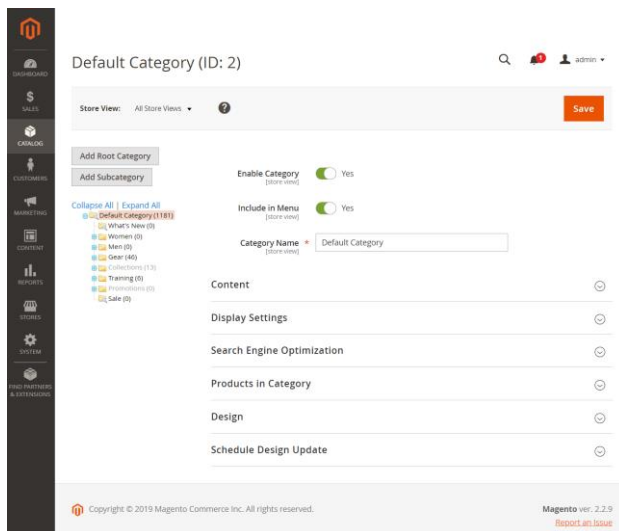 DASHBOARD
SALES
CATALOG
CUSTOMERS
MARKETING
CONTENT
REPORTS
STORES
SYSTEM
FIND PARTNERS
& EXTENSIONS
Default Category (ID: 2)
1
admin
Store View: All Store Views
?
Save
Add Root Category
Add Subcategory
Collapse All | Expand All
Default Category (1181)
What's New (0)
Women (0)
Men (0)
Gear (46)
Collections (13)
Training (6)
Promotions (0)
Sale (0)
Enable Category
[store view]
Yes
Include in Menu
[store view]
Yes
Category Name *
[store view]
Default Category
Content
Display Settings
Search Engine Optimization
Products in Category
Design
Schedule Design Update
Copyright © 2019 Magento Commerce Inc. All rights reserved.
Magento ver. 2.2.9
Report an Issue